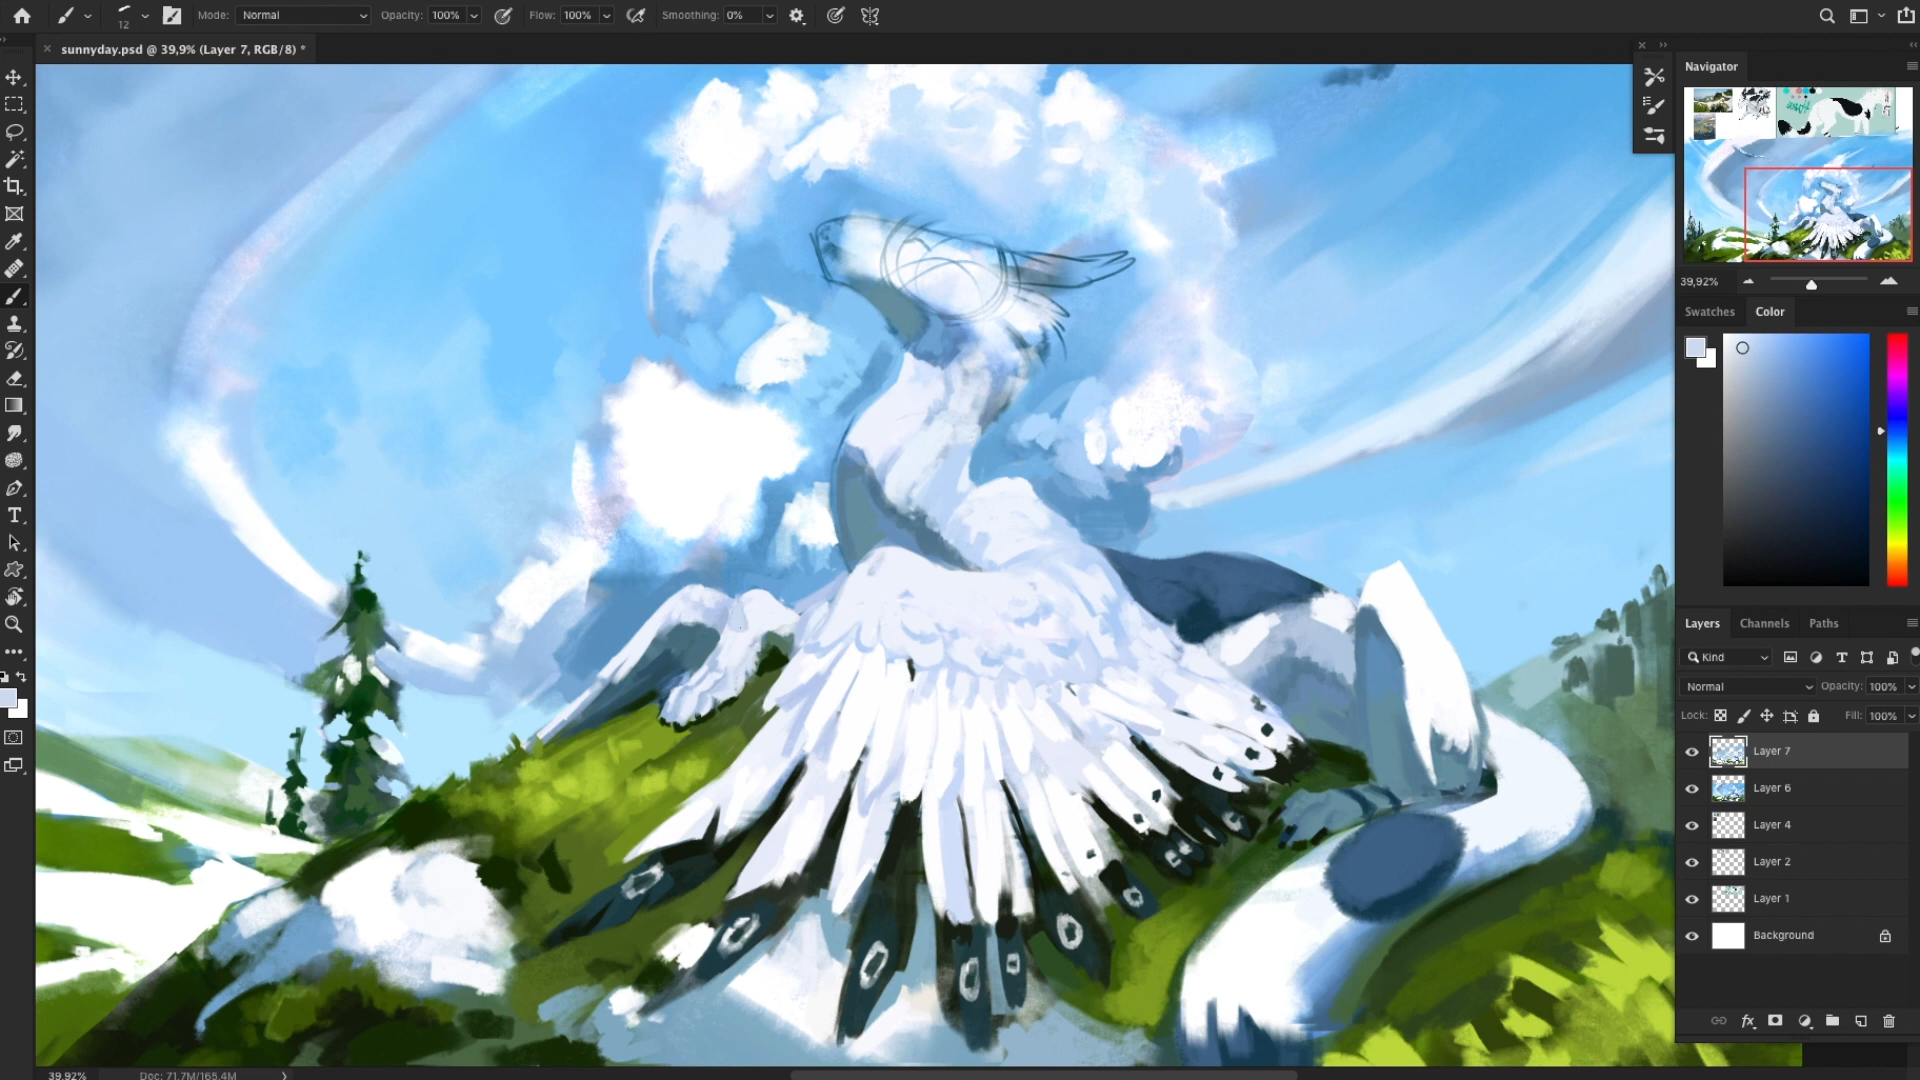 12
Mode: Normal
Opacity: 100%
Flow: 100%
Smoothing: 0%
sunnyday.psd @ 39,9% (Layer 7, RGB/8) *
Navigator
39,92%
Swatches Color
Layers Channels Paths
Kind
Normal Opacity: 100%
Lock: Fill: 100%
Layer 7
Layer 6
Layer 4
Layer 2
Layer 1
Background
39,92% Doc: 71,7M/165,4M